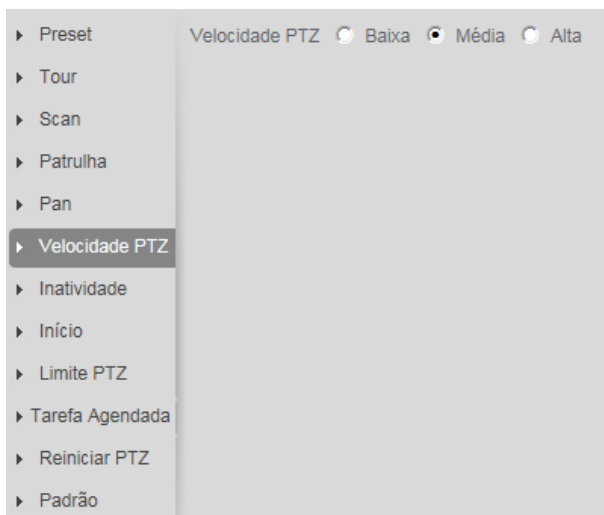 Preset
Tour
Scan
Patrulha
Pan
Velocidade PTZ
Inatividade
Início
Limite PTZ
Tarefa Agendada
Reiniciar PTZ
Padrão
Velocidade PTZ Baixa Média Alta